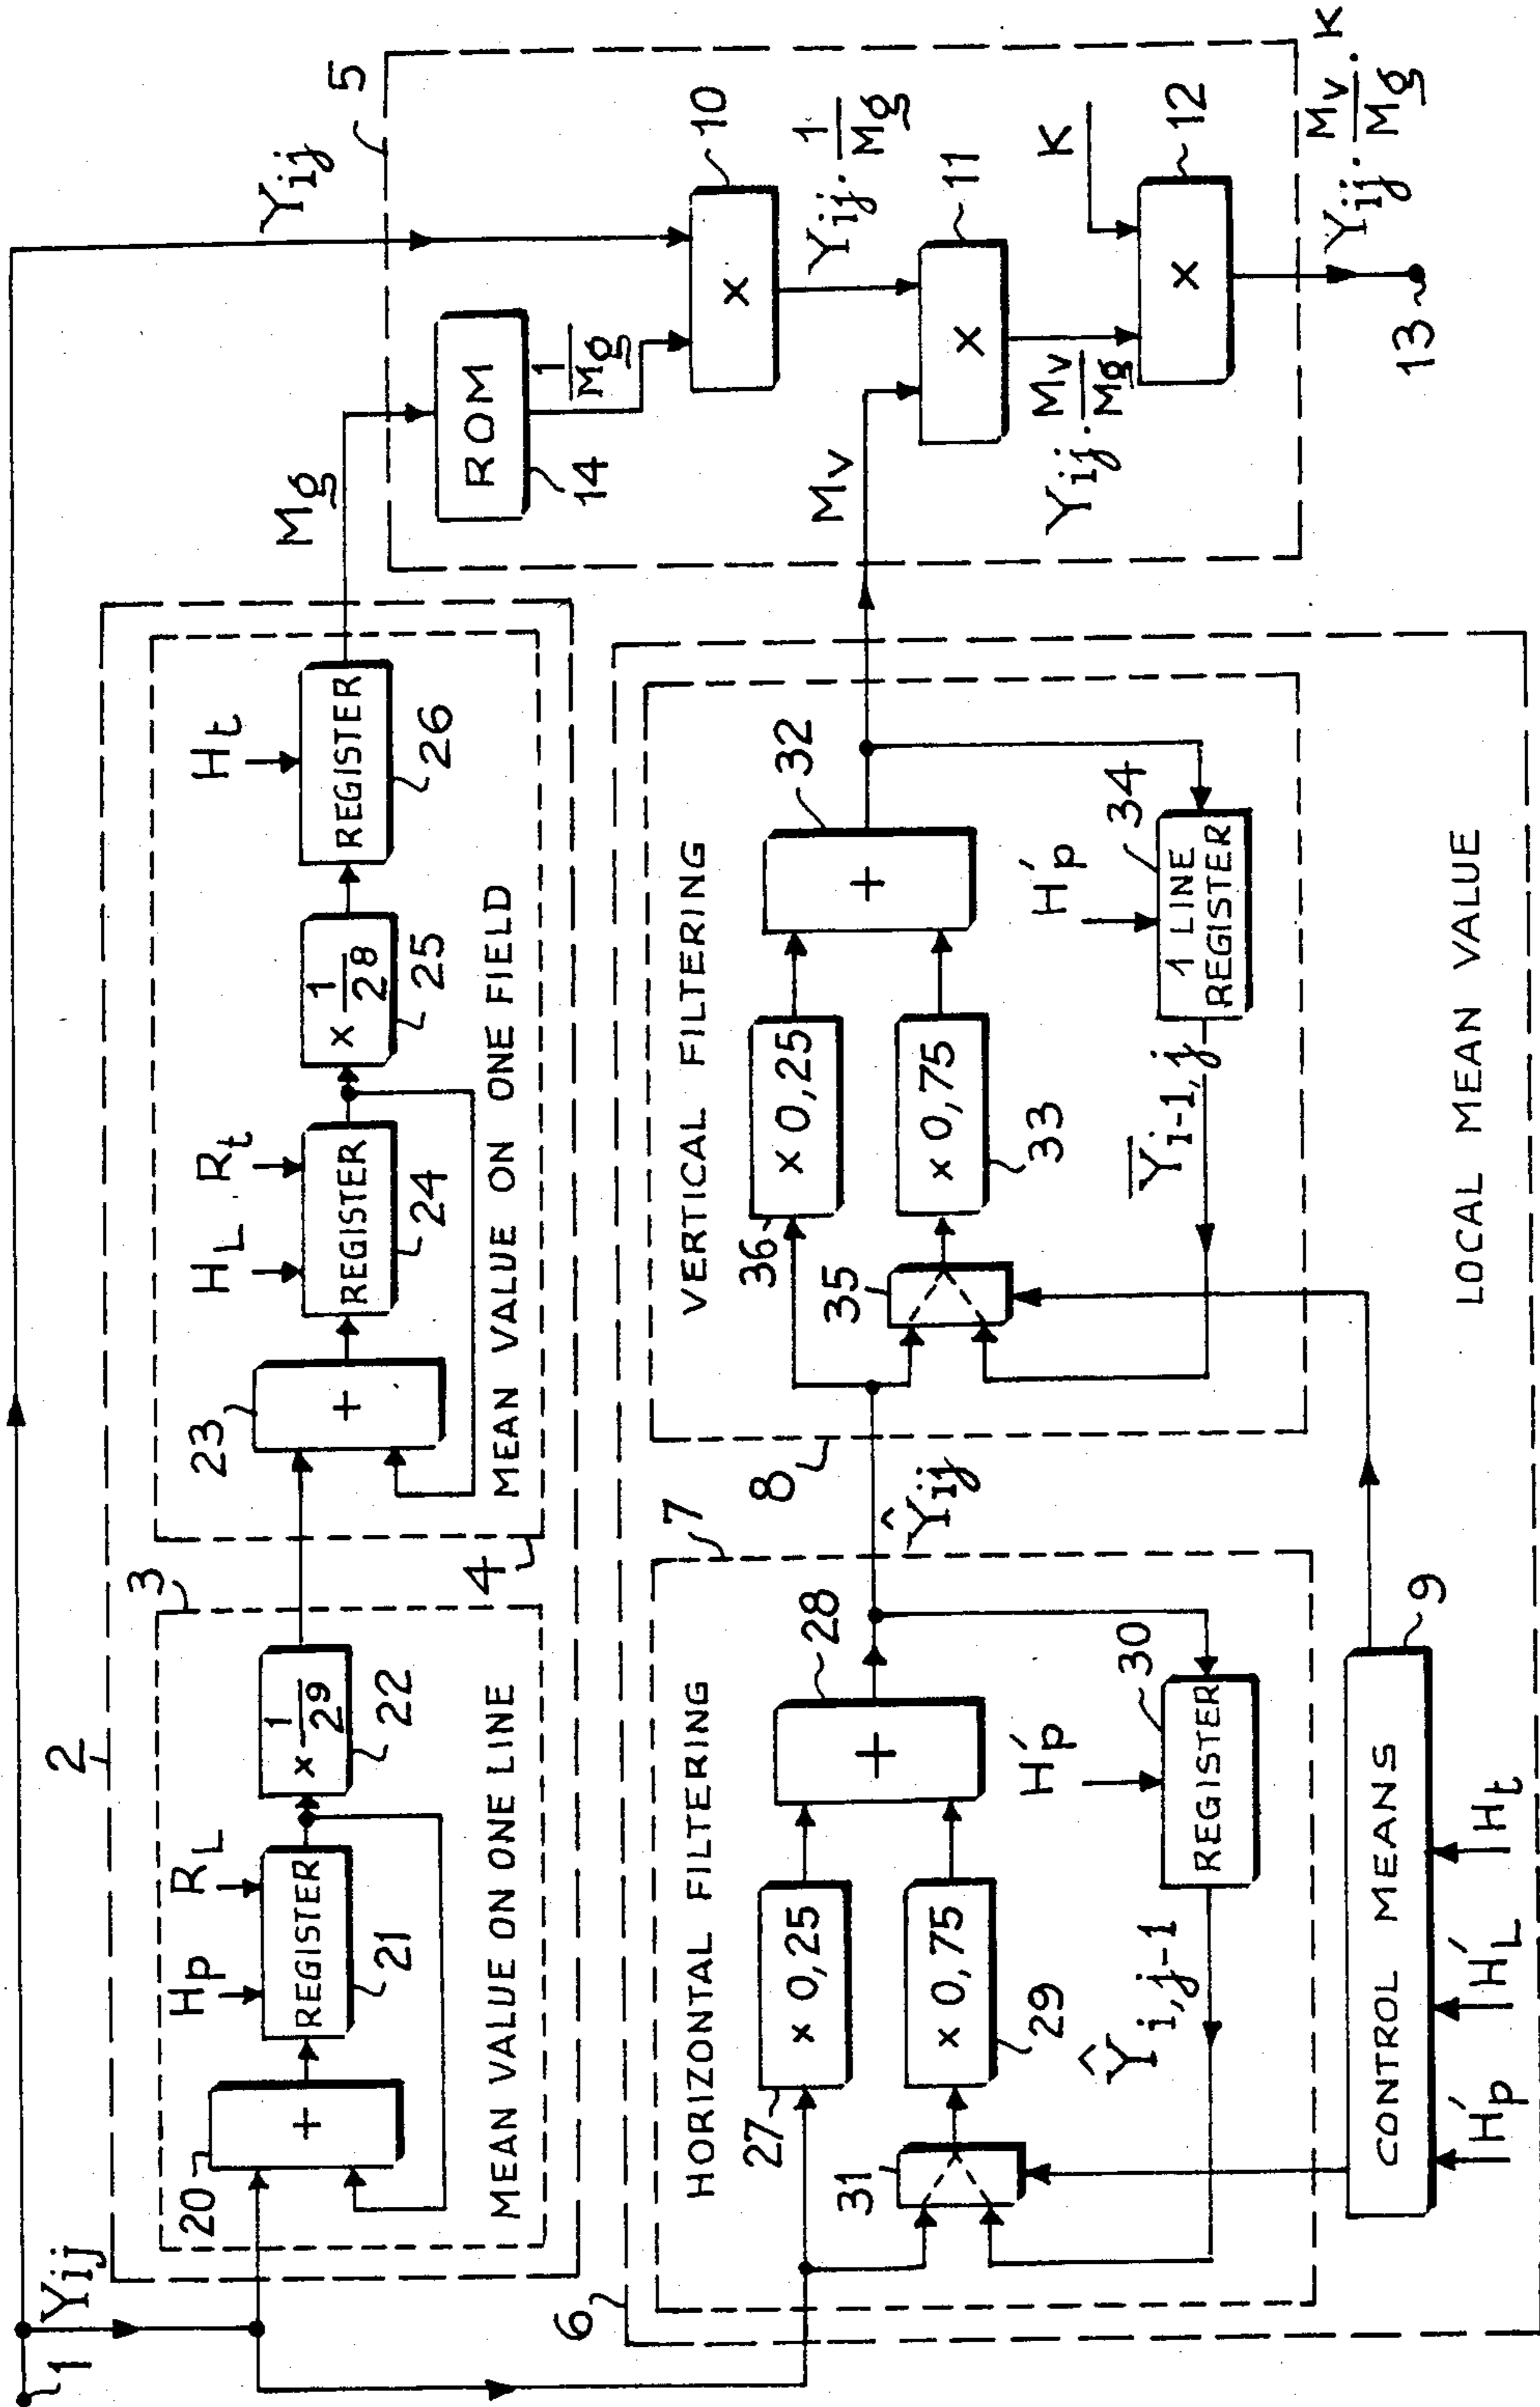 1
Yij
2
3
20
+
Hp
RL
REGISTER
21
× 1/29
22
MEAN VALUE ON ONE LINE
4
23
+
HL
Rt
REGISTER
24
× 1/28
25
Ht
REGISTER
26
MEAN VALUE ON ONE FIELD
Mg
Yij
5
ROM
14
1/Mg
×
10
Yij · 1/Mg
Mv
×
11
Yij · Mv/Mg
K
×
12
Yij · Mv/Mg · K
13
6
7
HORIZONTAL FILTERING
27
× 0,25
31
× 0,75
29
+
28
H'p
30
REGISTER
Ŷi,j-1
Ŷij
8
VERTICAL FILTERING
36
× 0,25
35
× 0,75
33
+
32
H'p
34
1 LINE
REGISTER
Y̅i-1,j
CONTROL MEANS
9
H'p
H'L
Ht
LOCAL MEAN VALUE